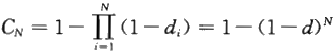 C_N = 1 - \prod_{i=1}^{N} (1 - d_i) = 1 - (1 - d)^N